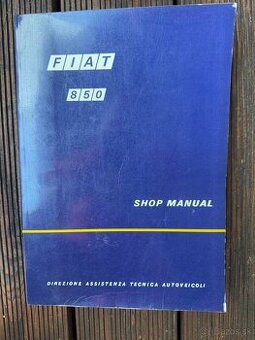 FIAT
850
SHOP MANUAL
DIREZIONE ASSISTENZA TECNICA AUTOVEICOLI